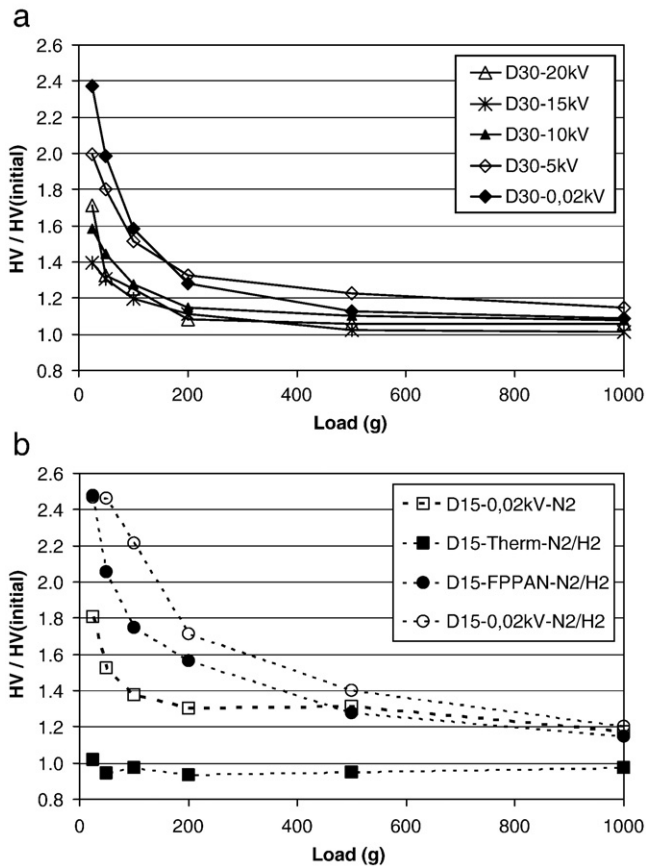 a
2.6
2.4
2.2
2.0
1.8
1.6
1.4
1.2
1.0
0.8
HV / HV(initial)
D30-20kV
D30-15kV
D30-10kV
D30-5kV
D30-0,02kV
0 200 400 600 800 1000
Load (g)
b
2.6
2.4
2.2
2.0
1.8
1.6
1.4
1.2
1.0
0.8
HV / HV(initial)
D15-0,02kV-N2
D15-Therm-N2/H2
D15-FPPAN-N2/H2
D15-0,02kV-N2/H2
0 200 400 600 800 1000
Load (g)